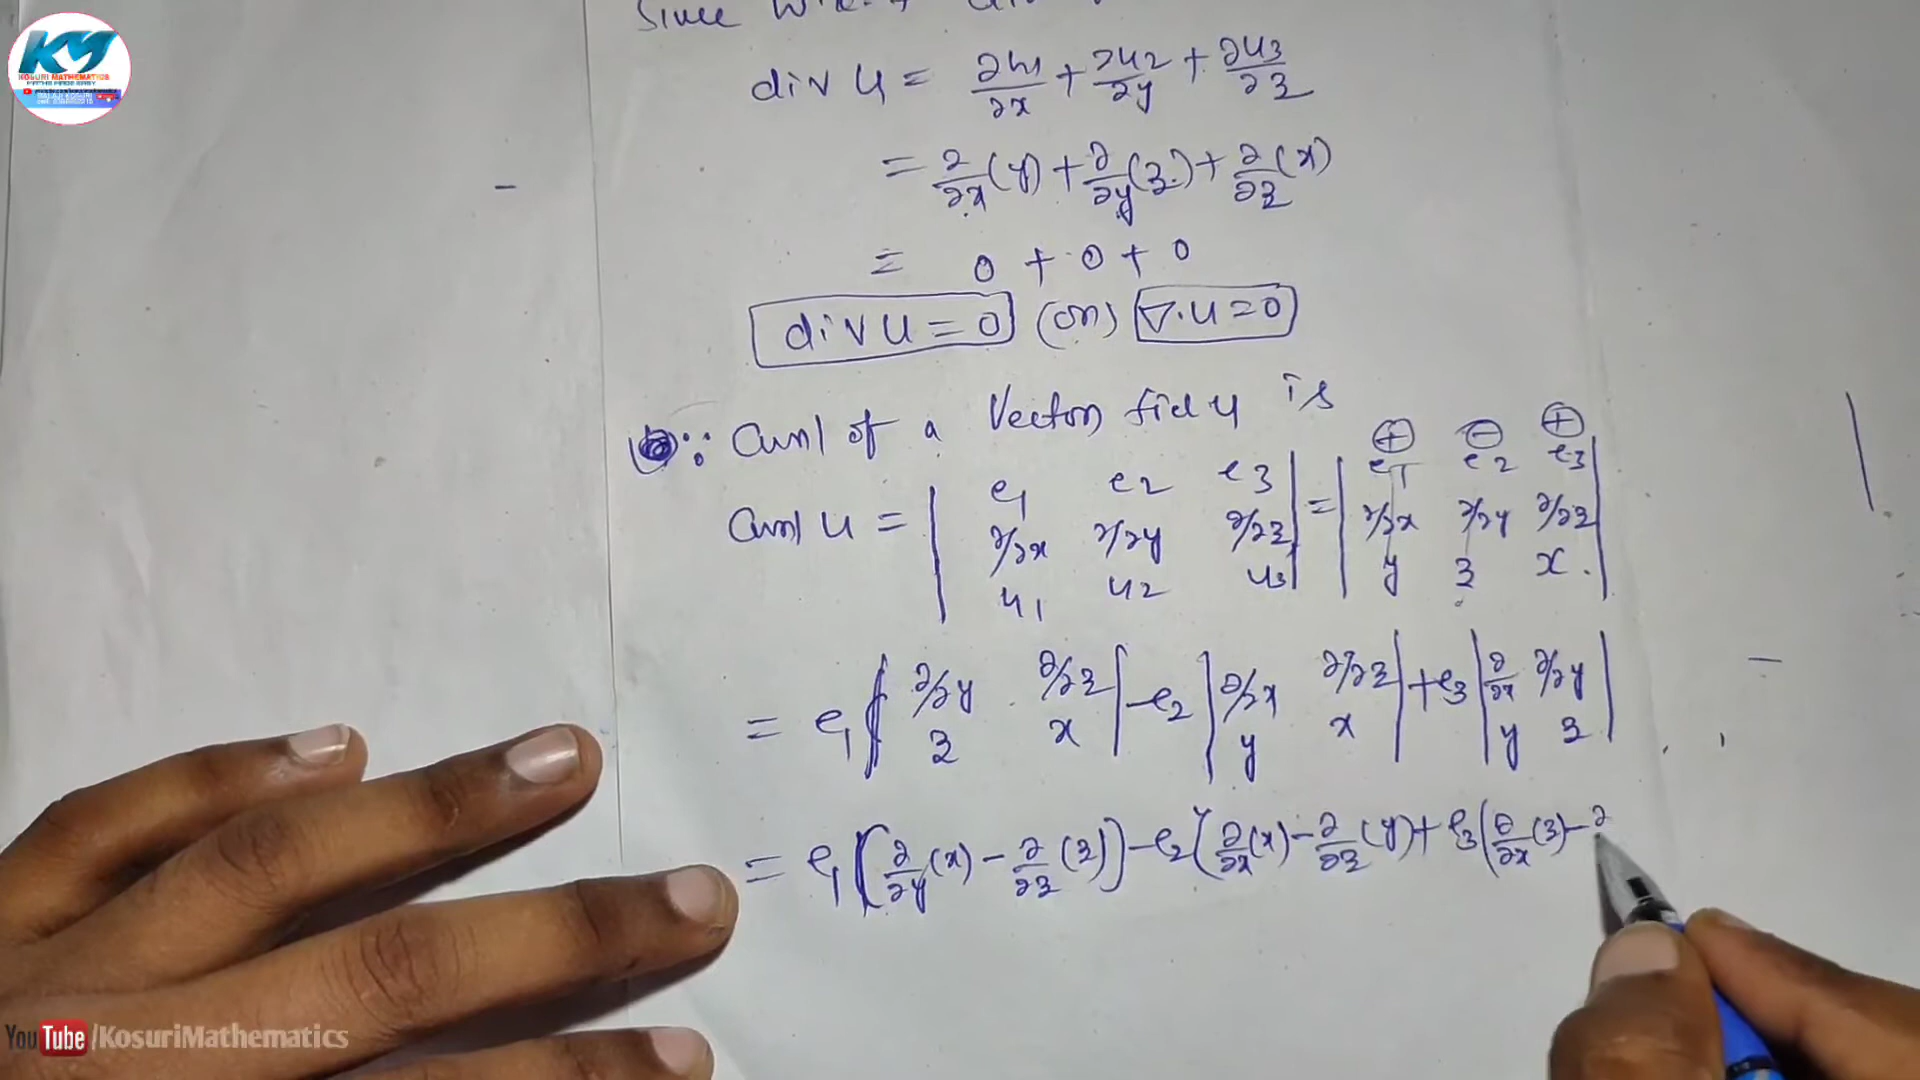 KM
KOSURI MATHEMATICS
Since
div u = ∂u1/∂x + ∂u2/∂y + ∂u3/∂z
= ∂/∂x (y) + ∂/∂y (z) + ∂/∂z (x)
= 0 + 0 + 0
div u = 0 (or) ∇.u = 0
Curl of a Vector field u is
Curl u = | e1 e2 e3 | = | ⊕ ⊖ ⊕ e1 e2 e3 |
∂/∂x ∂/∂y ∂/∂z ∂/∂x ∂/∂y ∂/∂z
u1 u2 u3 y z x
= e1 | ∂/∂y ∂/∂z | - e2 | ∂/∂x ∂/∂z | + e3 | ∂/∂x ∂/∂y |
z x y x y z
= e1 [ ∂/∂y (x) - ∂/∂z (z) ] - e2 ( ∂/∂x (x) - ∂/∂z (y) ) + e3 ( ∂/∂x (z) - ∂
YouTube /KosuriMathematics